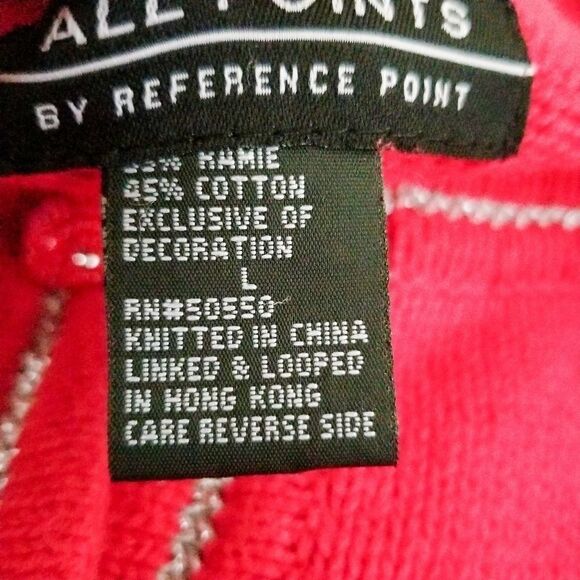 ALL POINTS
BY REFERENCE POINT
55% RAMIE
45% COTTON
EXCLUSIVE OF
DECORATION
L
RN#50550
KNITTED IN CHINA
LINKED & LOOPED
IN HONG KONG
CARE REVERSE SIDE